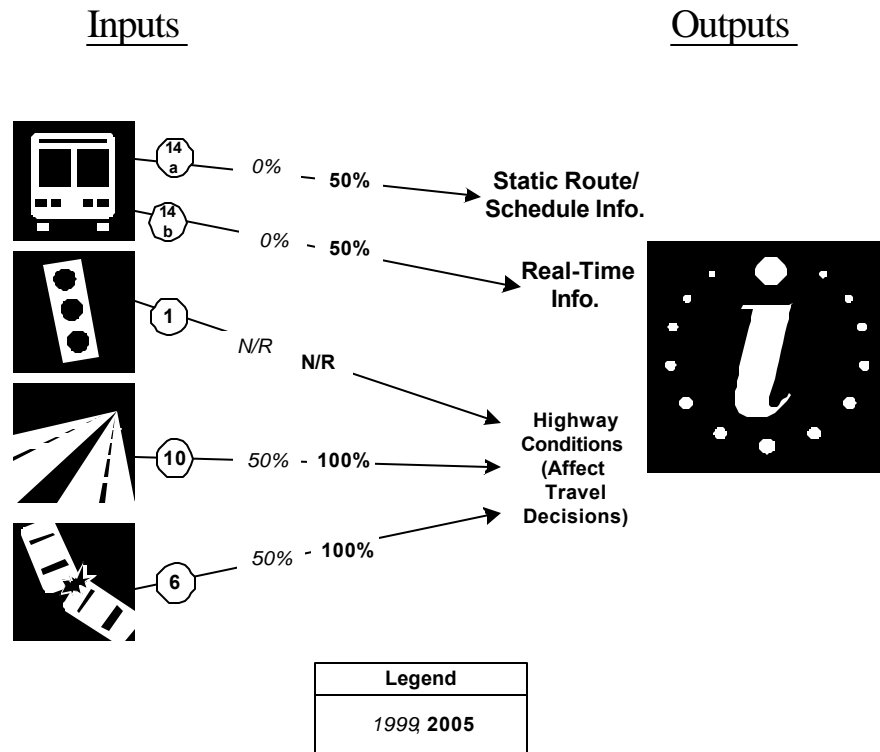 Inputs
Outputs
14
a
0%
50%
Static Route/
Schedule Info.
14
b
0%
50%
Real-Time
Info.
1
N/R
N/R
Highway
Conditions
(Affect
Travel
Decisions)
10
50%
100%
6
50%
100%
i
Legend
1999, 2005